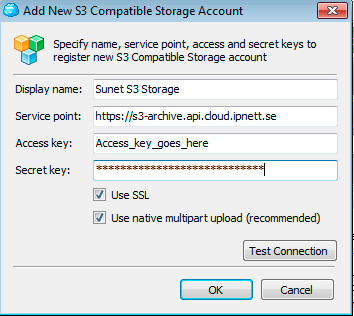 Add New S3 Compatible Storage Account
Specify name, service point, access and secret keys to
register new S3 Compatible Storage account
Display name: Sunet S3 Storage
Service point: https://s3-archive.api.cloud.ipnett.se
Access key: Access_key_goes_here
Secret key: ****************************
Use SSL
Use native multipart upload (recommended)
Test Connection
OK Cancel